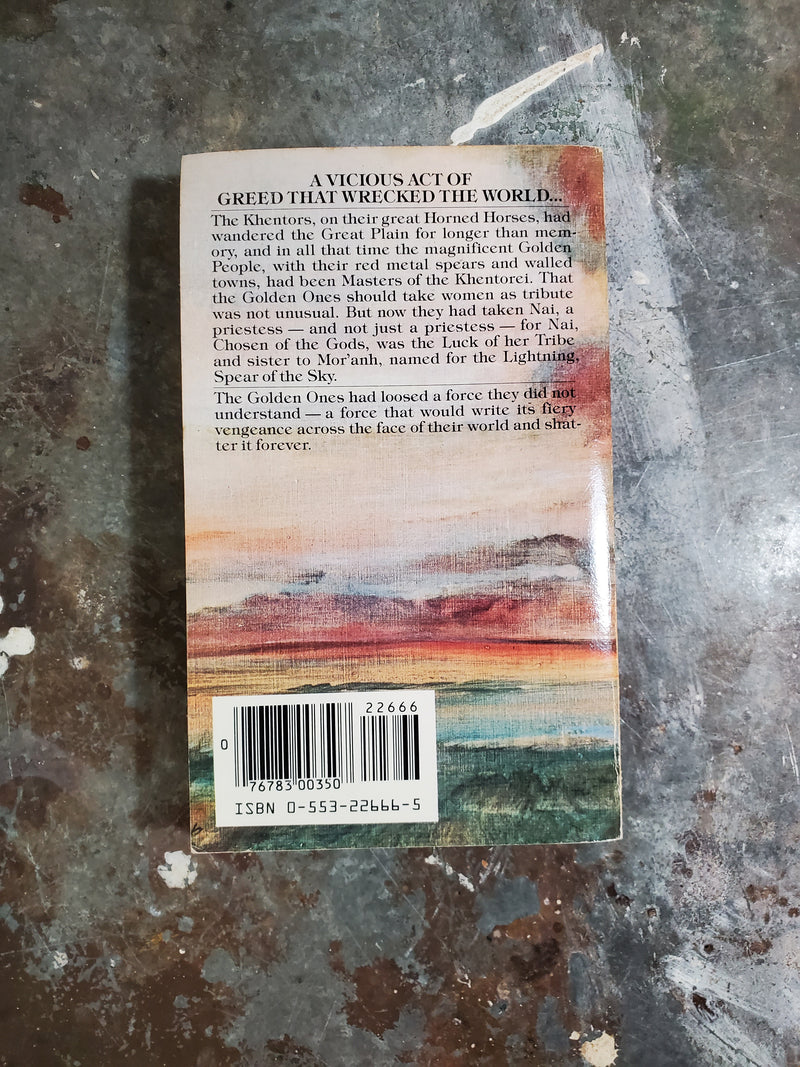 A VICIOUS ACT OF
GREED THAT WRECKED THE WORLD...
The Khentors, on their great Horned Horses, had
wandered the Great Plain for longer than mem-
ory, and in all that time the magnificent Golden
People, with their red metal spears and walled
towns, had been Masters of the Khentorei. That
the Golden Ones should take women as tribute
was not unusual. But now they had taken Nai, a
priestess — and not just a priestess — for Nai,
Chosen of the Gods, was the Luck of her Tribe
and sister to Mor'anh, named for the Lightning,
Spear of the Sky.
The Golden Ones had loosed a force they did not
understand — a force that would write its fiery
vengeance across the face of their world and shat-
ter it forever.
22666
0
76783 00350
ISBN 0-553-22666-5